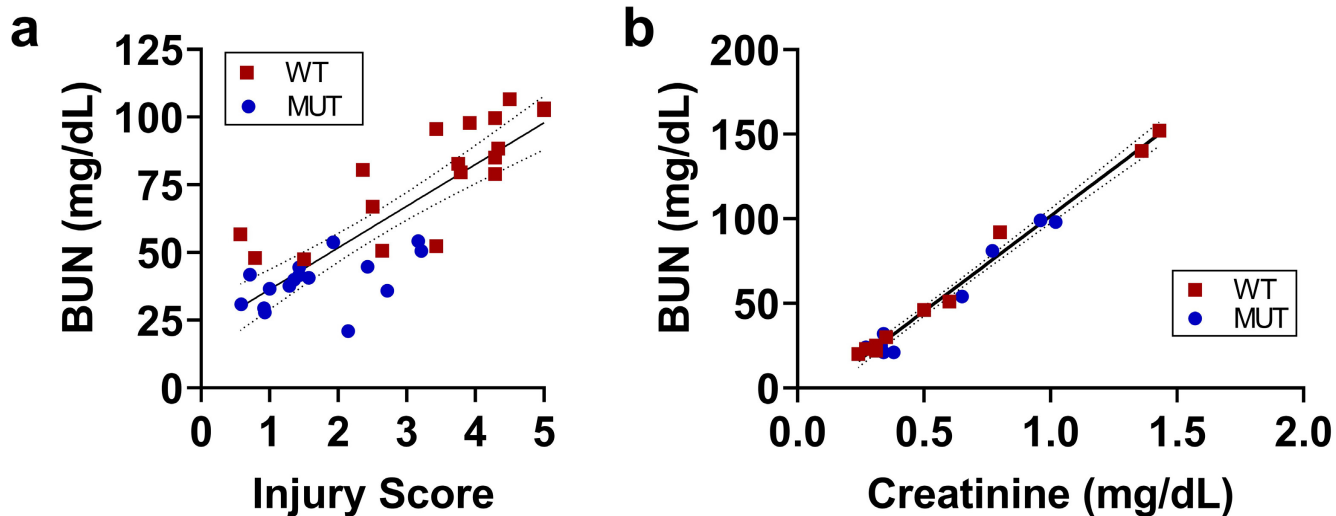 a
BUN (mg/dL)
125
100
75
50
25
0
WT
MUT
0 1 2 3 4 5
Injury Score
b
BUN (mg/dL)
200
150
100
50
0
WT
MUT
0.0 0.5 1.0 1.5 2.0
Creatinine (mg/dL)